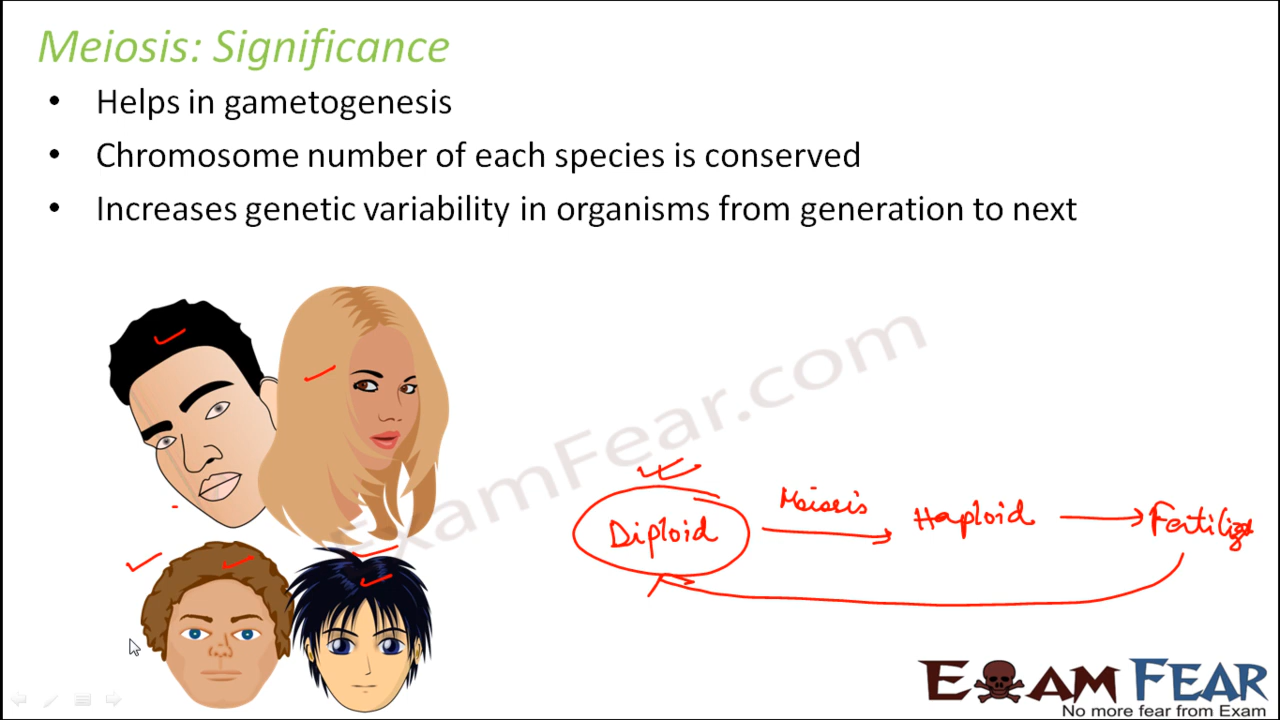 Meiosis: Significance
• Helps in gametogenesis
• Chromosome number of each species is conserved
• Increases genetic variability in organisms from generation to next
ExamFear.com
Diploid Meiosis Haploid Fertiliz
EXAM FEAR
No more fear from Exam